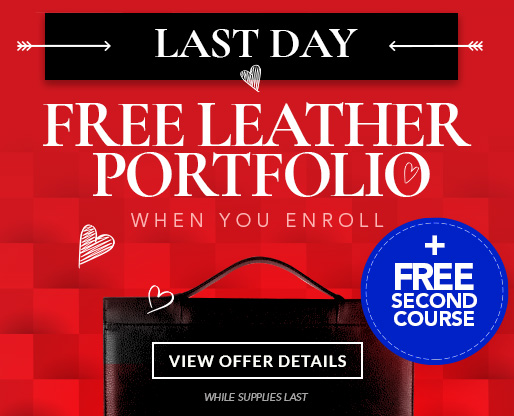 LAST DAY
FREE LEATHER
PORTFOLIO
WHEN YOU ENROLL
+
FREE
SECOND
COURSE
VIEW OFFER DETAILS
WHILE SUPPLIES LAST